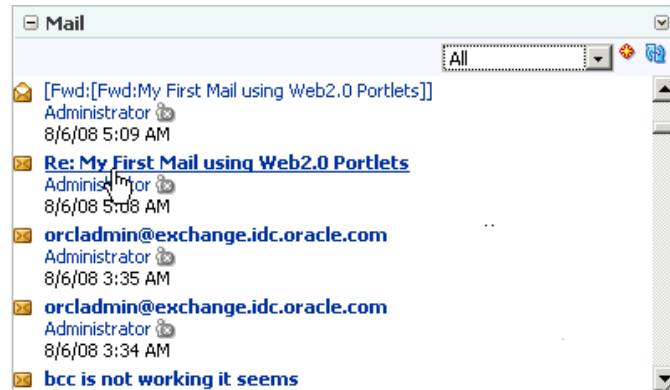 Mail
All
[Fwd:[Fwd:My First Mail using Web2.0 Portlets]]
Administrator
8/6/08 5:09 AM
Re: My First Mail using Web2.0 Portlets
Administrator
8/6/08 5:08 AM
orcladmin@exchange.idc.oracle.com
Administrator
8/6/08 3:35 AM
orcladmin@exchange.idc.oracle.com
Administrator
8/6/08 3:34 AM
bcc is not working it seems